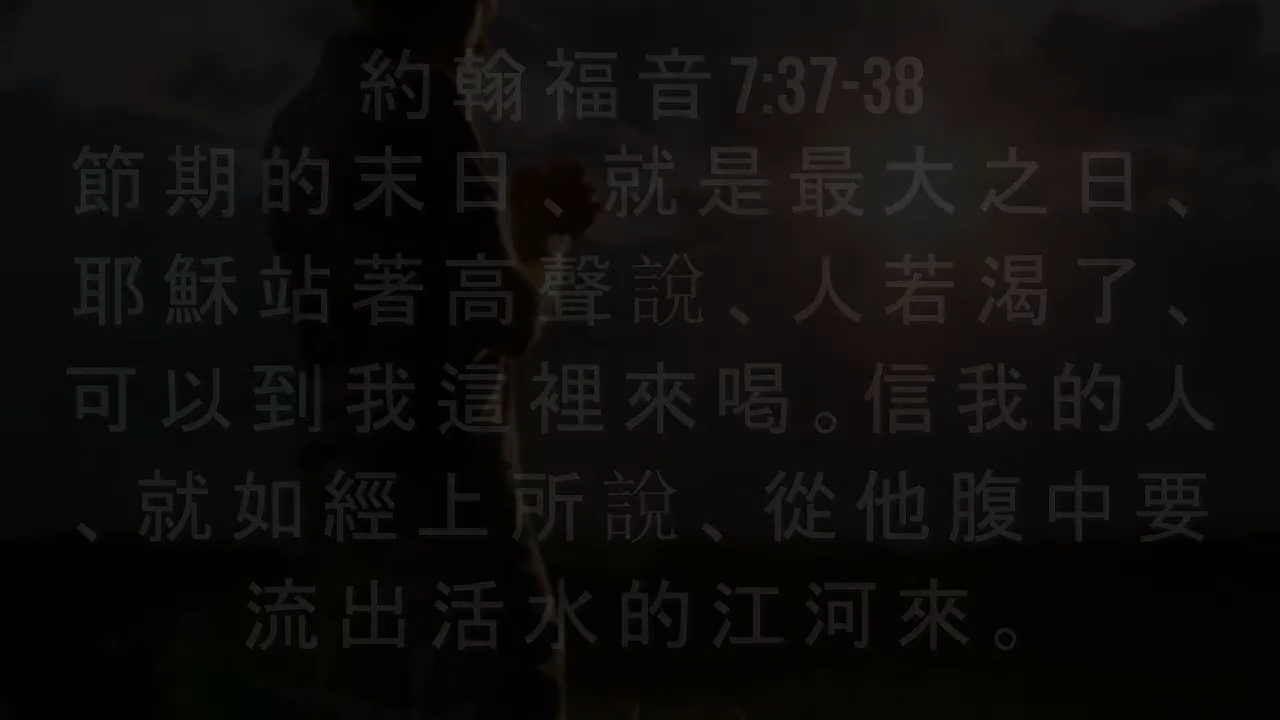 約翰福音 7:37-38
節期的末日、就是最大之日、
耶穌站著高聲說、人若渴了、
可以到我這裡來喝。信我的人
、就如經上所說、從他腹中要
流出活水的江河來。